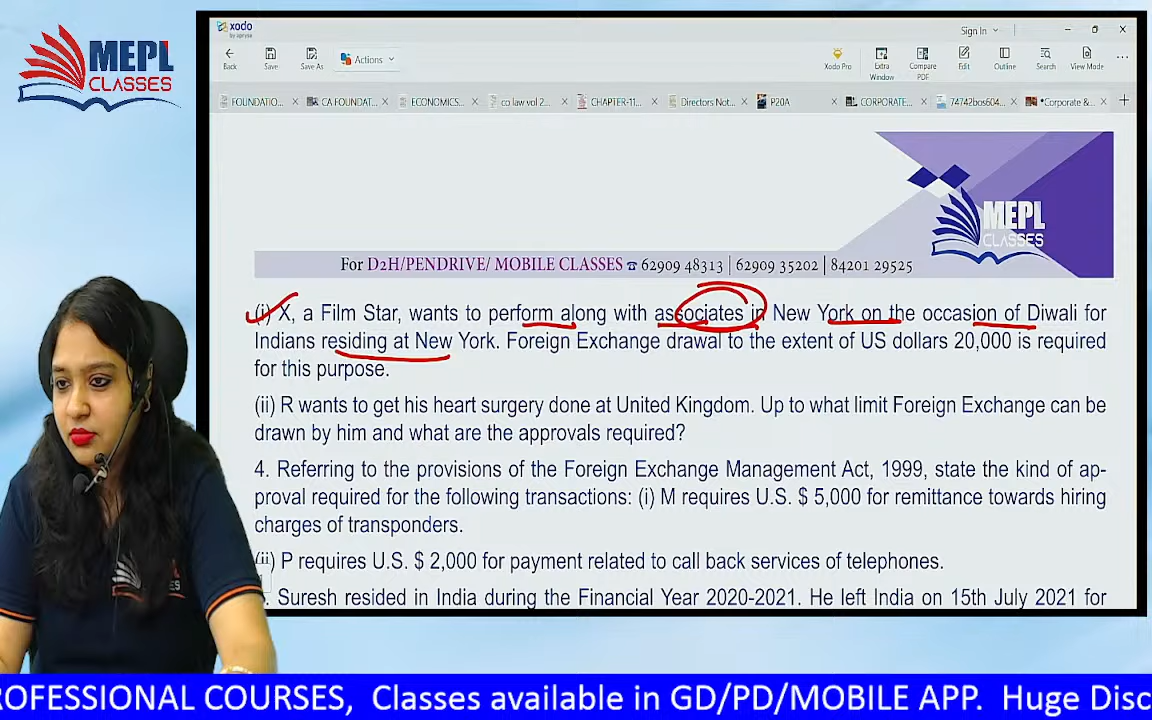 MEPL
CLASSES
xodo
by apryse
Sign In
Back
Save
Save As
Actions
Xodo Pro
Extra Window
Compare PDF
Edit
Outline
Search
View Mode
FOUNDATIO...
CA FOUNDAT...
ECONOMICS...
co law vol 2...
CHAPTER-11...
Directors Not...
P20A
CORPORATE...
74742bos604...
*Corporate &...
MEPL
CLASSES
For D2H/PENDRIVE/ MOBILE CLASSES ☎ 62909 48313 | 62909 35202 | 84201 29525
(i) X, a Film Star, wants to perform along with associates in New York on the occasion of Diwali for
Indians residing at New York. Foreign Exchange drawal to the extent of US dollars 20,000 is required
for this purpose.
(ii) R wants to get his heart surgery done at United Kingdom. Up to what limit Foreign Exchange can be
drawn by him and what are the approvals required?
4. Referring to the provisions of the Foreign Exchange Management Act, 1999, state the kind of ap-
proval required for the following transactions: (i) M requires U.S. $ 5,000 for remittance towards hiring
charges of transponders.
(ii) P requires U.S. $ 2,000 for payment related to call back services of telephones.
. Suresh resided in India during the Financial Year 2020-2021. He left India on 15th July 2021 for
ROFESSIONAL COURSES, Classes available in GD/PD/MOBILE APP. Huge Disc